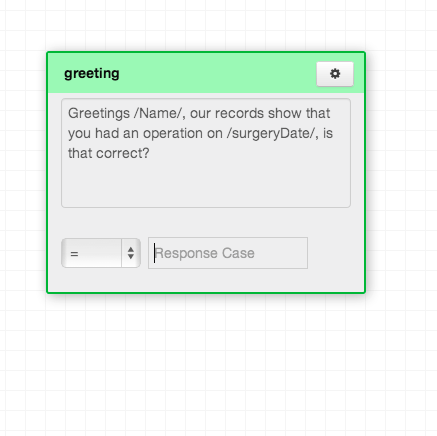 greeting
Greetings /Name/, our records show that
you had an operation on /surgeryDate/, is
that correct?
= Response Case